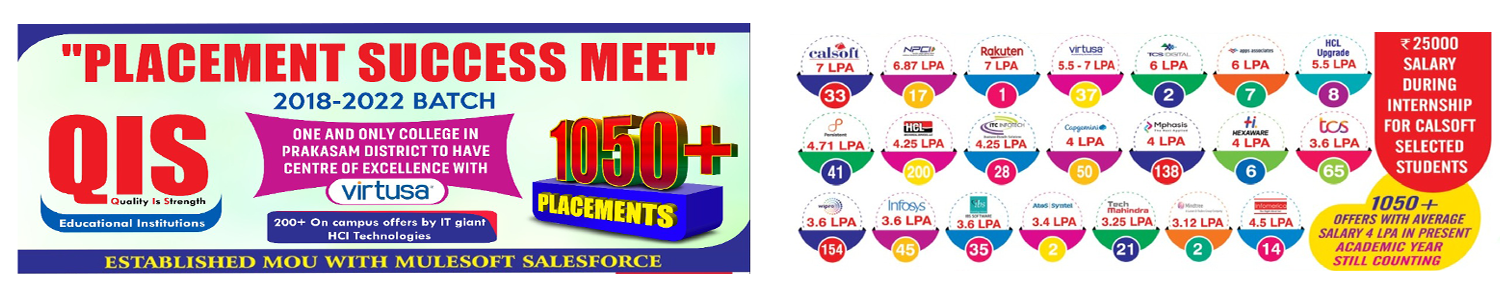 "PLACEMENT SUCCESS MEET"
2018-2022 BATCH
QIS
Quality Is Strength
Educational Institutions
ONE AND ONLY COLLEGE IN
PRAKASAM DISTRICT TO HAVE
CENTRE OF EXCELLENCE WITH
virtusa
200+ On campus offers by IT giant
HCl Technologies
1050+
PLACEMENTS
ESTABLISHED MOU WITH MULESOFT SALESFORCE
calsoft
7 LPA
33
NPCI
6.87 LPA
17
Rakuten
7 LPA
1
virtusa
5.5 - 7 LPA
37
TCS DIGITAL
6 LPA
2
apps associates
6 LPA
7
HCL
Upgrade
5.5 LPA
8
Persistent
4.71 LPA
41
HCL
4.25 LPA
200
ITC INFOTECH
4.25 LPA
28
Capgemini
4 LPA
50
Mphasis
The Next Applied
4 LPA
138
HEXAWARE
4 LPA
6
tcs
3.6 LPA
65
wipro
3.6 LPA
154
Infosys
3.6 LPA
45
3.6 LPA
35
Atos Syntel
3.4 LPA
2
Tech
Mahindra
3.25 LPA
21
Mindtree
3.12 LPA
2
infomerica
4.5 LPA
14
₹ 25000
SALARY
DURING
INTERNSHIP
FOR CALSOFT
SELECTED
STUDENTS
1050 +
OFFERS WITH AVERAGE
SALARY 4 LPA IN PRESENT
ACADEMIC YEAR
STILL COUNTING